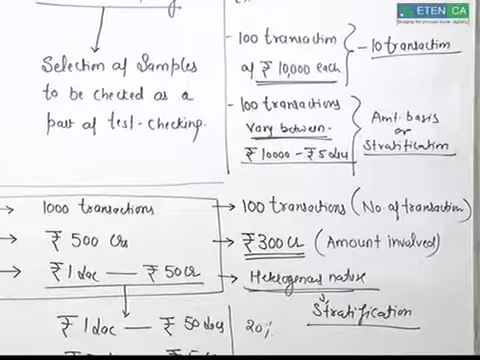 ETEN CA
Selection of Samples
to be checked as a
part of test-checking.
- 100 transaction
of ₹ 10,000 each
- 10 transaction
- 100 transactions
Vary between
₹ 10000 - ₹ 5 lacs
Amt. basis
or
Stratification
→ 1000 transactions → 100 transactions (No. of transaction)
→ ₹ 500 Crs → ₹ 300 Cr (Amount involved)
→ ₹ 1 lac — ₹ 50 Cr → Heterogenous nature
Stratification
₹ 1 lac — ₹ 50 lacs 20%